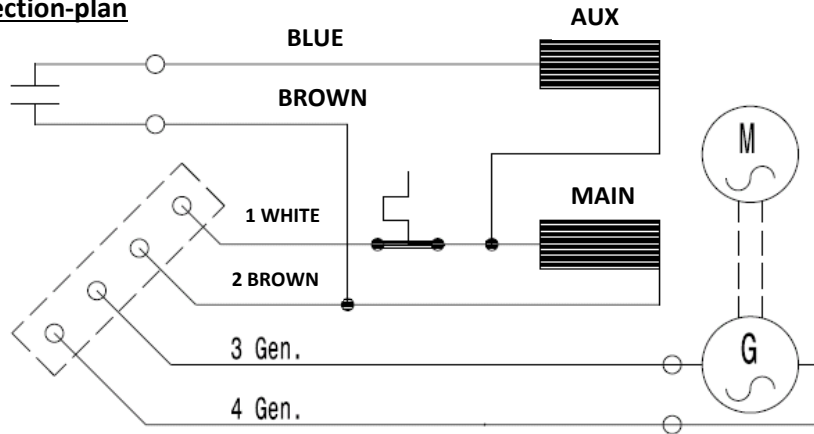 ection-plan
AUX
BLUE
BROWN
M
MAIN
1 WHITE
2 BROWN
3 Gen.
G
4 Gen.